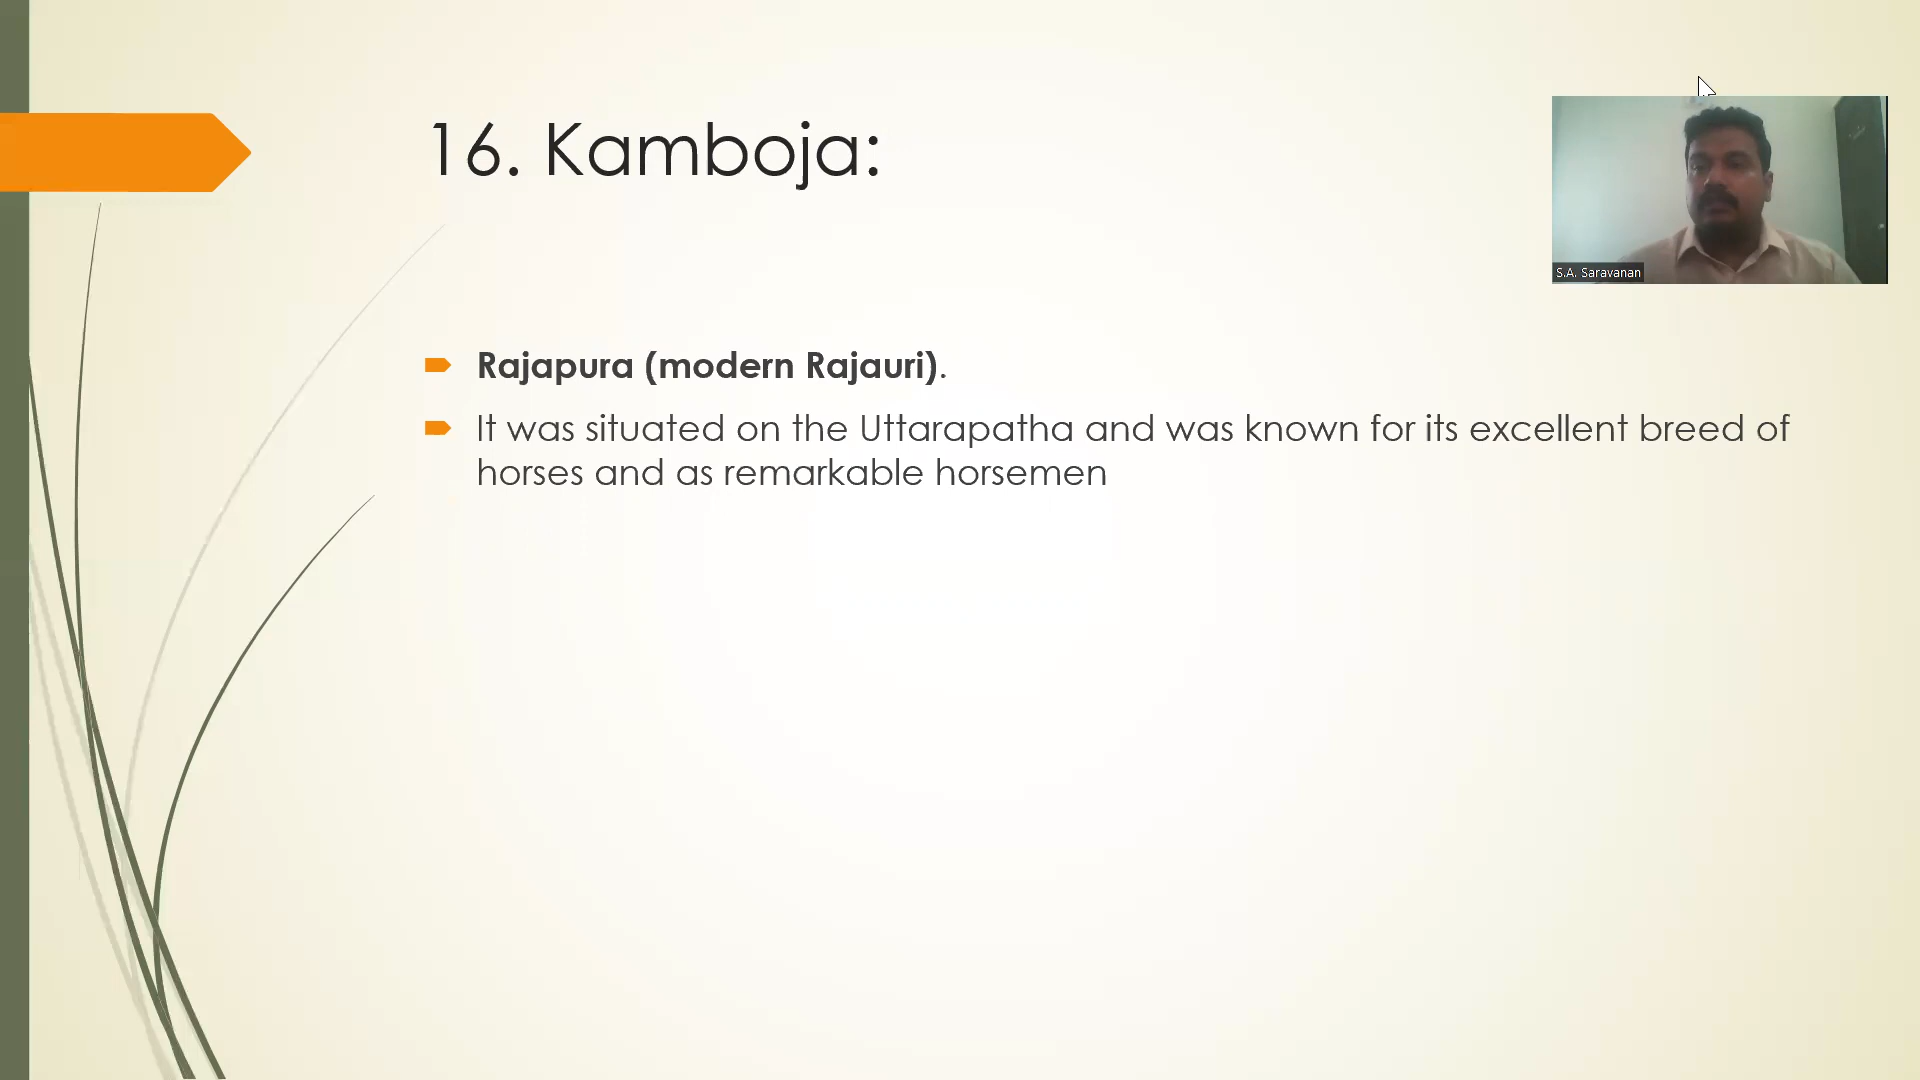 16. Kamboja:
S.A. Saravanan
Rajapura (modern Rajauri).
It was situated on the Uttarapatha and was known for its excellent breed of
horses and as remarkable horsemen